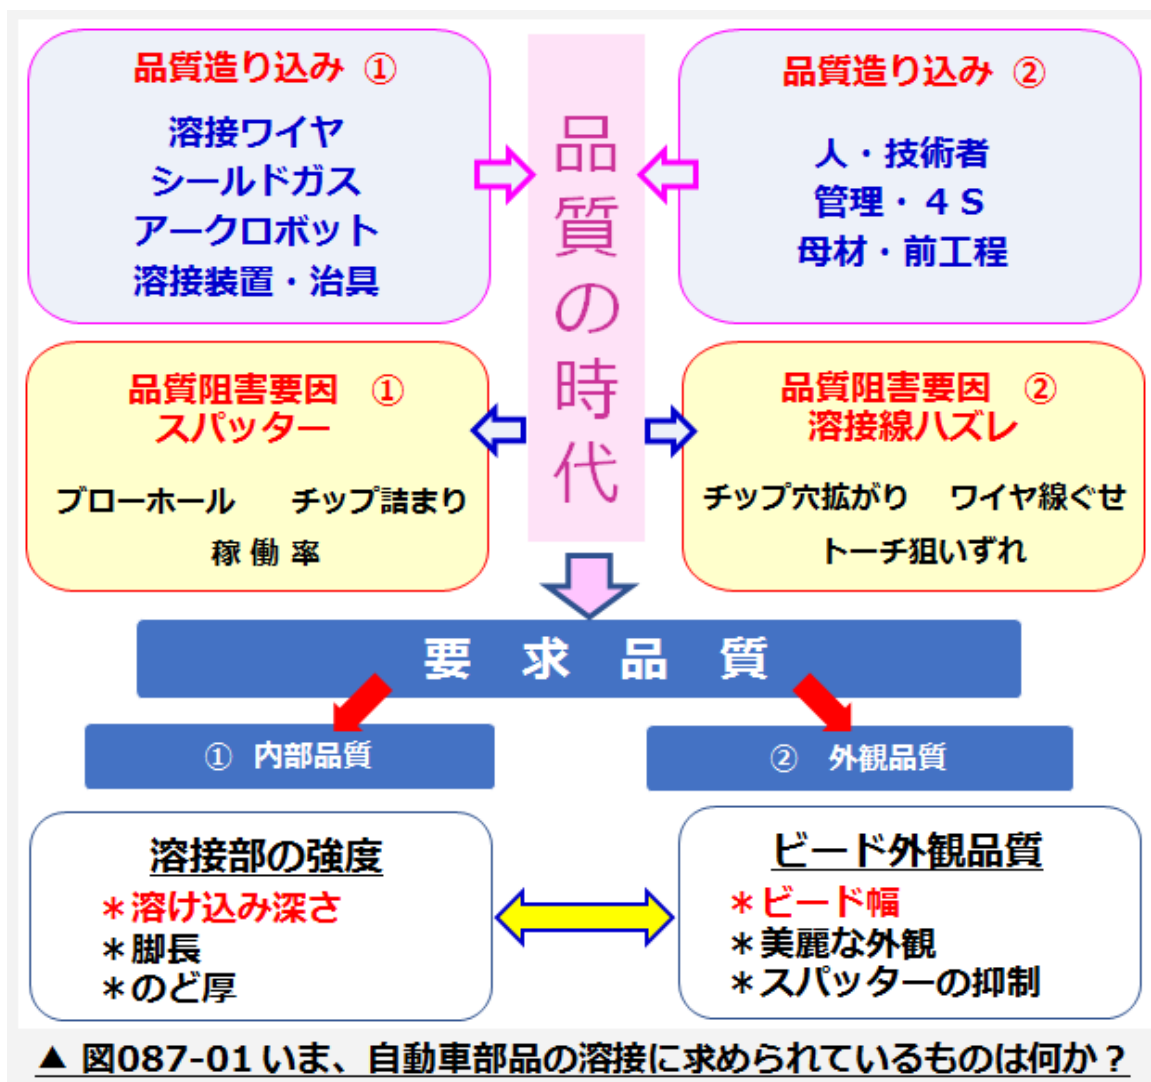 品質造り込み ①
溶接ワイヤ
シールドガス
アークロボット
溶接装置・治具
品質の時代
品質造り込み ②
人・技術者
管理・４Ｓ
母材・前工程
品質阻害要因 ①
スパッター
ブローホール チップ詰まり
稼 働 率
品質阻害要因 ②
溶接線ハズレ
チップ穴拡がり ワイヤ線ぐせ
トーチ狙いずれ
要 求 品 質
① 内部品質
② 外観品質
溶接部の強度
＊溶け込み深さ
＊脚長
＊のど厚
ビード外観品質
＊ビード幅
＊美麗な外観
＊スパッターの抑制
▲ 図087-01 いま、自動車部品の溶接に求められているものは何か？